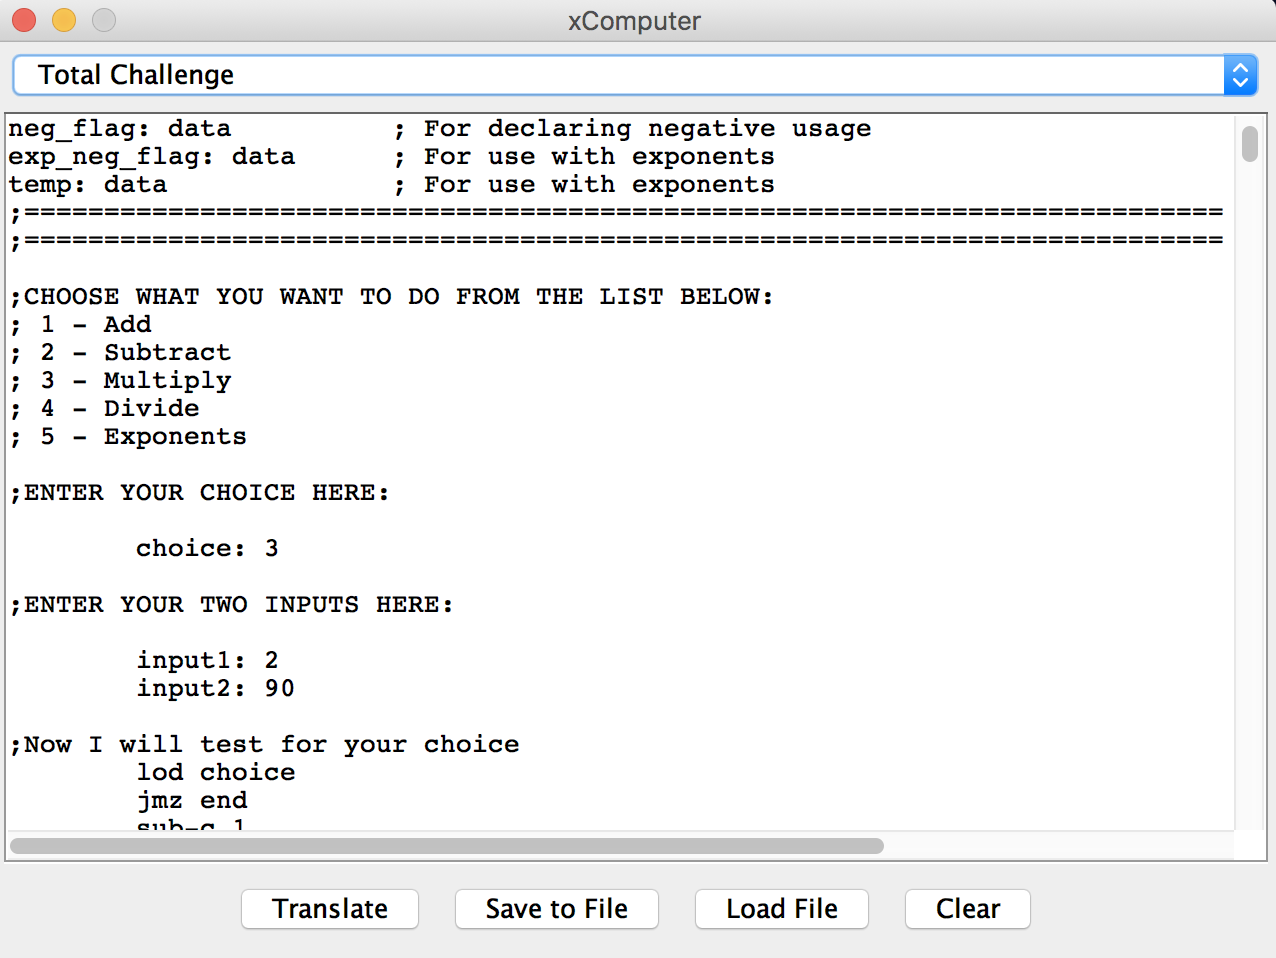 xComputer
Total Challenge
neg_flag: data          ; For declaring negative usage
exp_neg_flag: data      ; For use with exponents
temp: data              ; For use with exponents
;===========================================================================
;===========================================================================
;CHOOSE WHAT YOU WANT TO DO FROM THE LIST BELOW:
; 1 - Add
; 2 - Subtract
; 3 - Multiply
; 4 - Divide
; 5 - Exponents
;ENTER YOUR CHOICE HERE:
        choice: 3
;ENTER YOUR TWO INPUTS HERE:
        input1: 2
        input2: 90
;Now I will test for your choice
        lod choice
        jmz end
        sub-c 1
Translate
Save to File
Load File
Clear